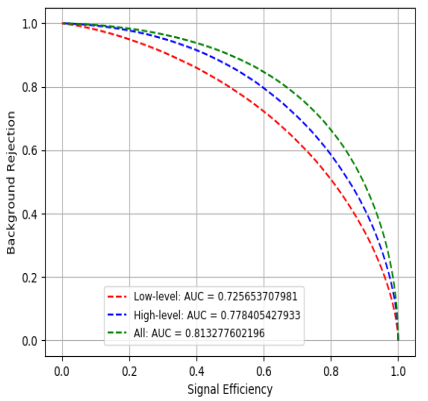 1.0
0.8
0.6
0.4
0.2
0.0
Background Rejection
Low-level: AUC = 0.725653707981
High-level: AUC = 0.778405427933
All: AUC = 0.813277602196
0.0 0.2 0.4 0.6 0.8 1.0
Signal Efficiency